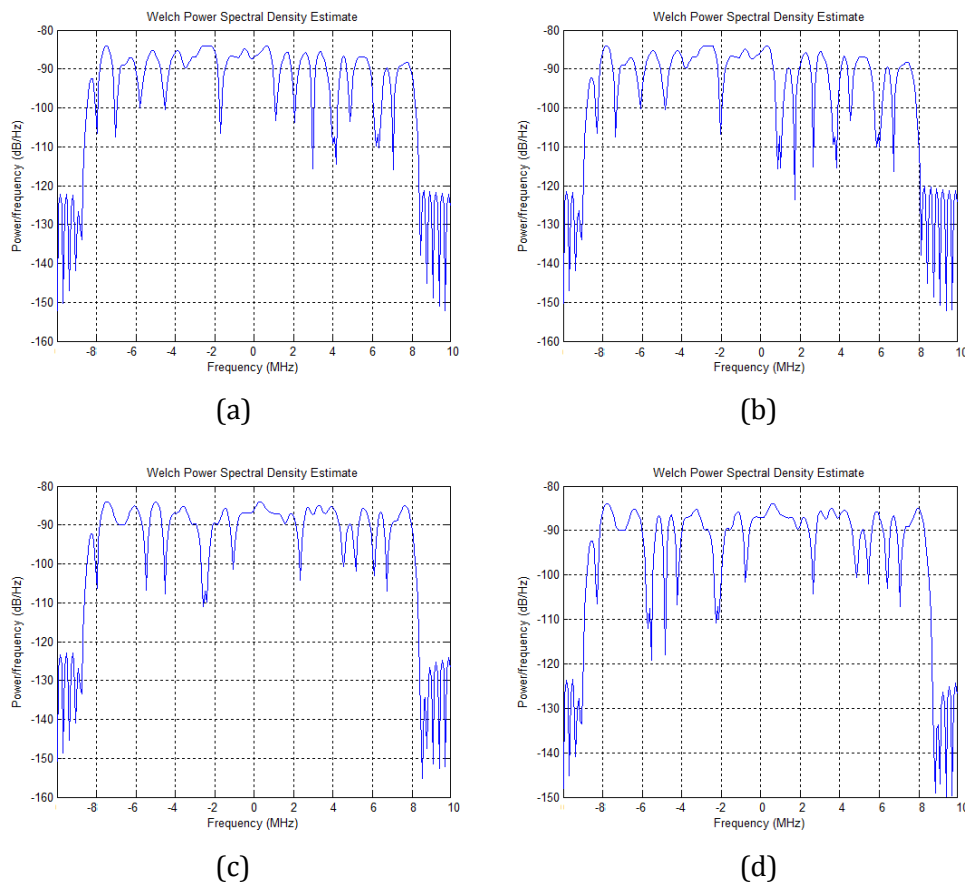 Welch Power Spectral Density Estimate
Power/frequency (dB/Hz)
-80
-90
-100
-110
-120
-130
-140
-150
-160
-8 -6 -4 -2 0 2 4 6 8 10
Frequency (MHz)
(a)
Welch Power Spectral Density Estimate
Power/frequency (dB/Hz)
-80
-90
-100
-110
-120
-130
-140
-150
-160
-8 -6 -4 -2 0 2 4 6 8 10
Frequency (MHz)
(b)
Welch Power Spectral Density Estimate
Power/frequency (dB/Hz)
-80
-90
-100
-110
-120
-130
-140
-150
-160
-8 -6 -4 -2 0 2 4 6 8 10
Frequency (MHz)
(c)
Welch Power Spectral Density Estimate
Power/frequency (dB/Hz)
-80
-90
-100
-110
-120
-130
-140
-150
-8 -6 -4 -2 0 2 4 6 8 10
Frequency (MHz)
(d)